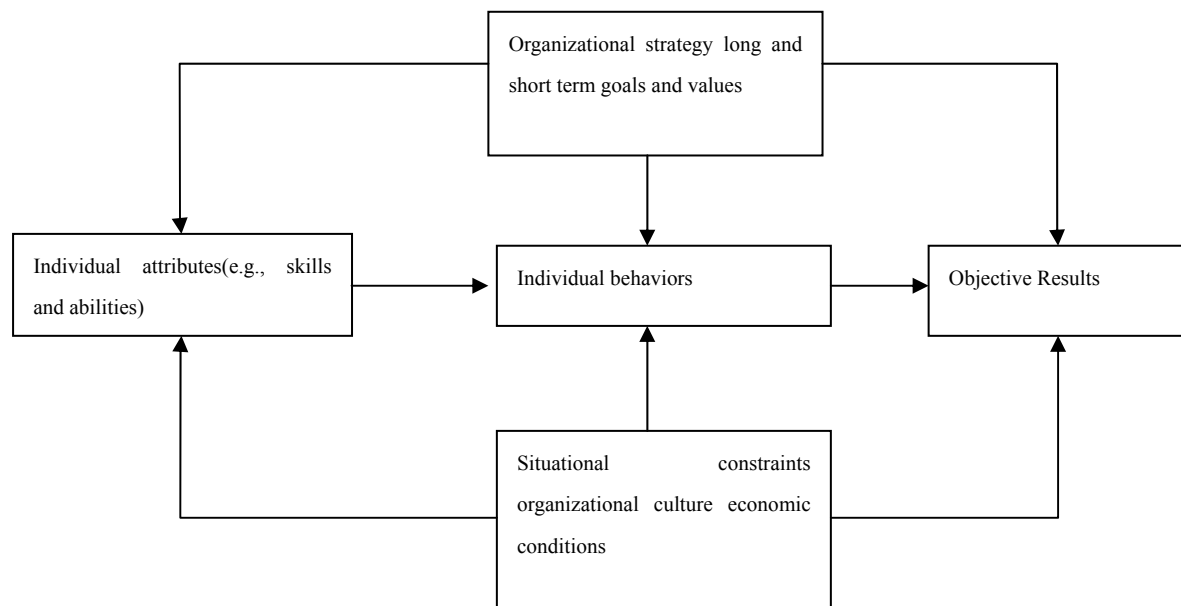 Organizational strategy long and
short term goals and values
Individual attributes(e.g., skills
and abilities)
Individual behaviors
Objective Results
Situational constraints
organizational culture economic
conditions